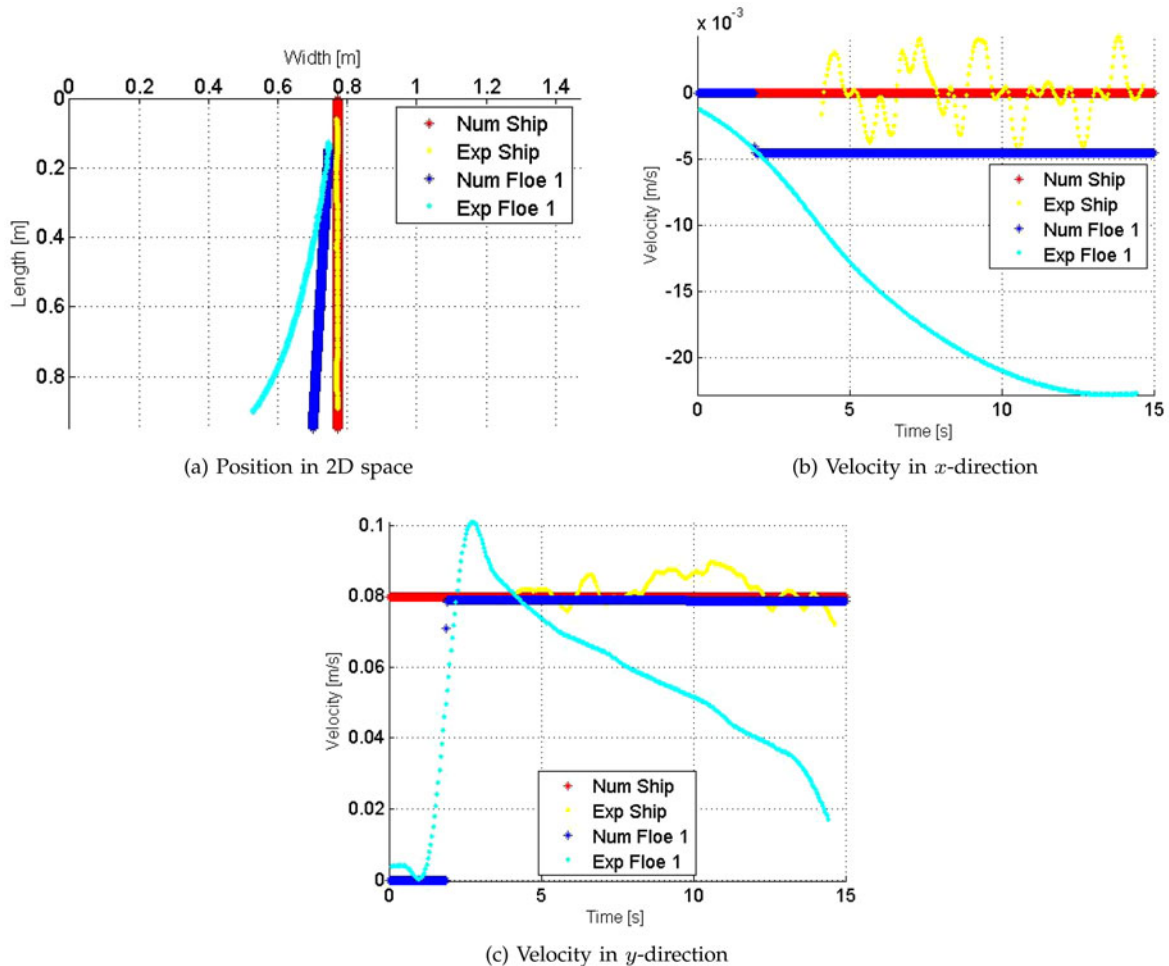 Width [m]
0 0.2 0.4 0.6 0.8 1 1.2 1.4
0
0.2
0.4
0.6
0.8
Length [m]
Num Ship
Exp Ship
Num Floe 1
Exp Floe 1
(a) Position in 2D space
x 10-3
0
-5
-10
-15
-20
Velocity [m/s]
Num Ship
Exp Ship
Num Floe 1
Exp Floe 1
0 5 10 15
Time [s]
(b) Velocity in x-direction
0.1
0.08
0.06
0.04
0.02
0
Velocity [m/s]
Num Ship
Exp Ship
Num Floe 1
Exp Floe 1
0 5 10 15
Time [s]
(c) Velocity in y-direction